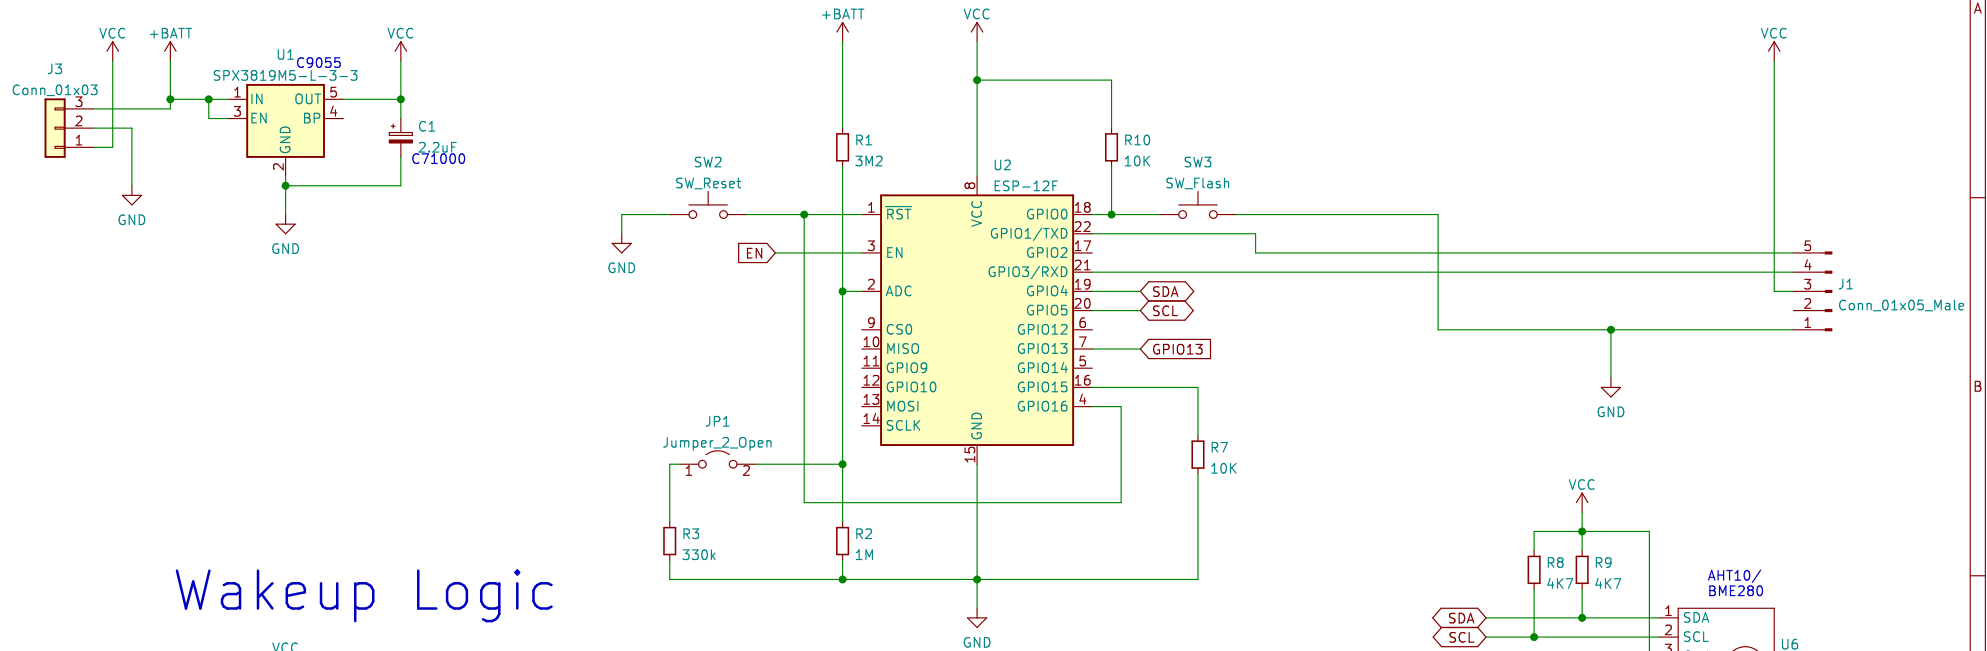 VCC
+BATT
J3
Conn_01x03
3
2
1
GND
U1
C9055
SPX3819M5-L-3-3
1
IN
OUT
5
3
EN
BP
4
GND
2
GND
VCC
C1
2.2uF
C71000
+BATT
VCC
R1
3M2
R10
10K
SW2
SW_Reset
GND
EN
SW3
SW_Flash
U2
ESP-12F
8
VCC
1
RST
3
EN
2
ADC
9
CS0
10
MISO
11
GPIO9
12
GPIO10
13
MOSI
14
SCLK
GPIO0
18
GPIO1/TXD
22
GPIO2
17
GPIO3/RXD
21
GPIO4
19
GPIO5
20
GPIO12
6
GPIO13
7
GPIO14
5
GPIO15
16
GPIO16
4
GND
15
SDA
SCL
GPIO13
JP1
Jumper_2_Open
1
2
R3
330k
R2
1M
R7
10K
GND
VCC
5
4
3
2
1
J1
Conn_01x05_Male
GND
A
B
Wakeup Logic
VCC
VCC
R8
4K7
R9
4K7
AHT10/
BME280
SDA
SCL
1
SDA
2
SCL
3
U6